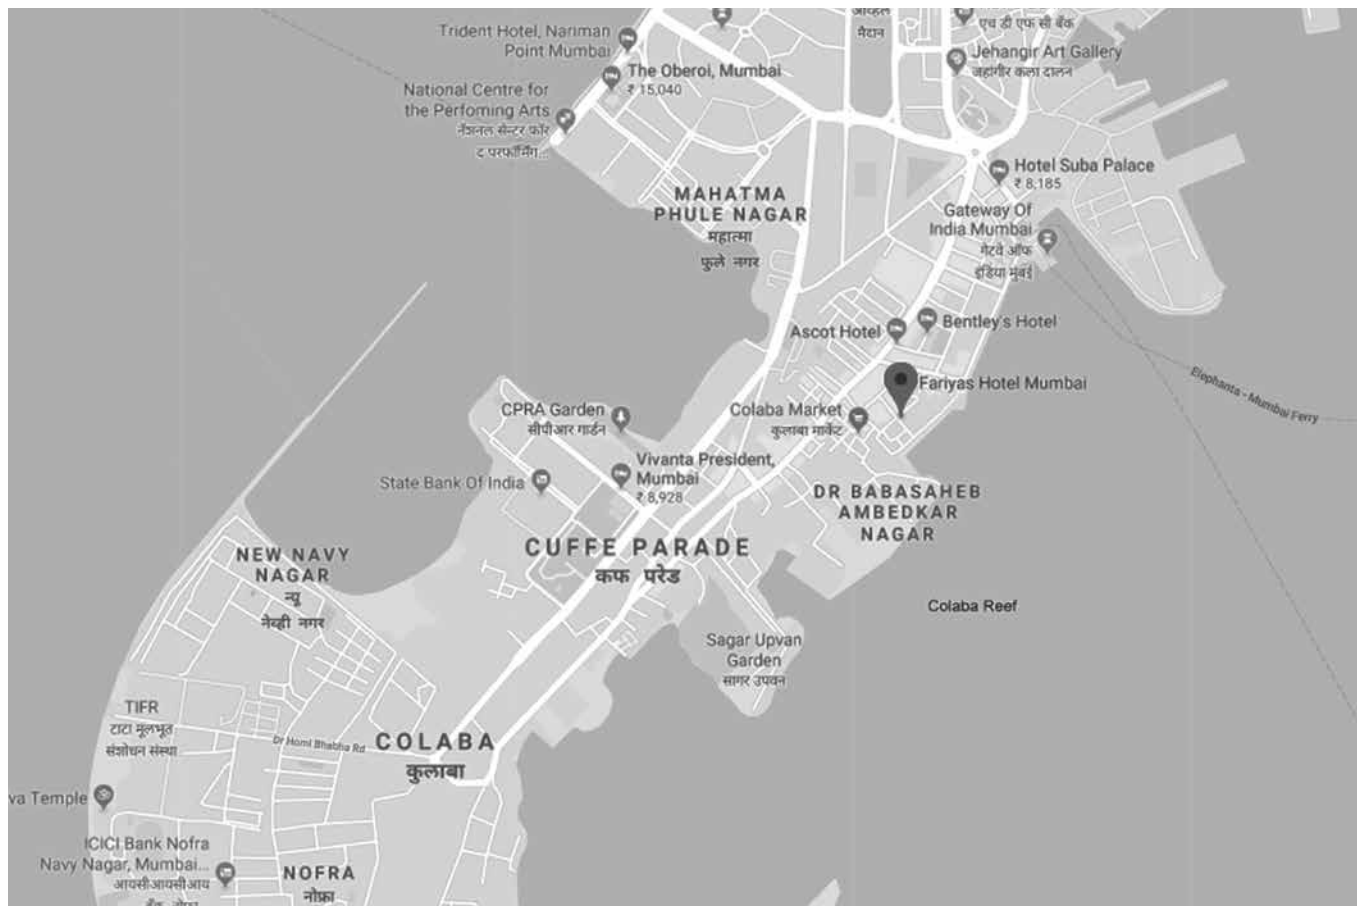 Trident Hotel, Nariman
Point Mumbai
The Oberoi, Mumbai
₹ 15,040
National Centre for
the Perfoming Arts
नॅशनल सेन्टर फॉर
द परफॉर्मिंग...
मैदान
एच डी एफ सी बँक
Jehangir Art Gallery
जहांगीर कला दालन
Hotel Suba Palace
₹ 8,185
MAHATMA
PHULE NAGAR
महात्मा
फुले नगर
Gateway Of
India Mumbai
गेटवे ऑफ
इंडिया मुंबई
Ascot Hotel
Bentley's Hotel
Fariyas Hotel Mumbai
Elephanta - Mumbai Ferry
CPRA Garden
सीपीआर गार्डन
Colaba Market
कुलाबा मार्केट
State Bank Of India
Vivanta President,
Mumbai
₹ 8,928
DR BABASAHEB
AMBEDKAR
NAGAR
CUFFE PARADE
कफ परेड
NEW NAVY
NAGAR
न्यू
नेव्ही नगर
Colaba Reef
Sagar Upvan
Garden
सागर उपवन
TIFR
टाटा मूलभूत
संशोधन संस्था
Dr Homi Bhabha Rd
COLABA
कुलाबा
va Temple
ICICI Bank Nofra
Navy Nagar, Mumbai...
आयसीआयसीआय
NOFRA
नोफ्रा